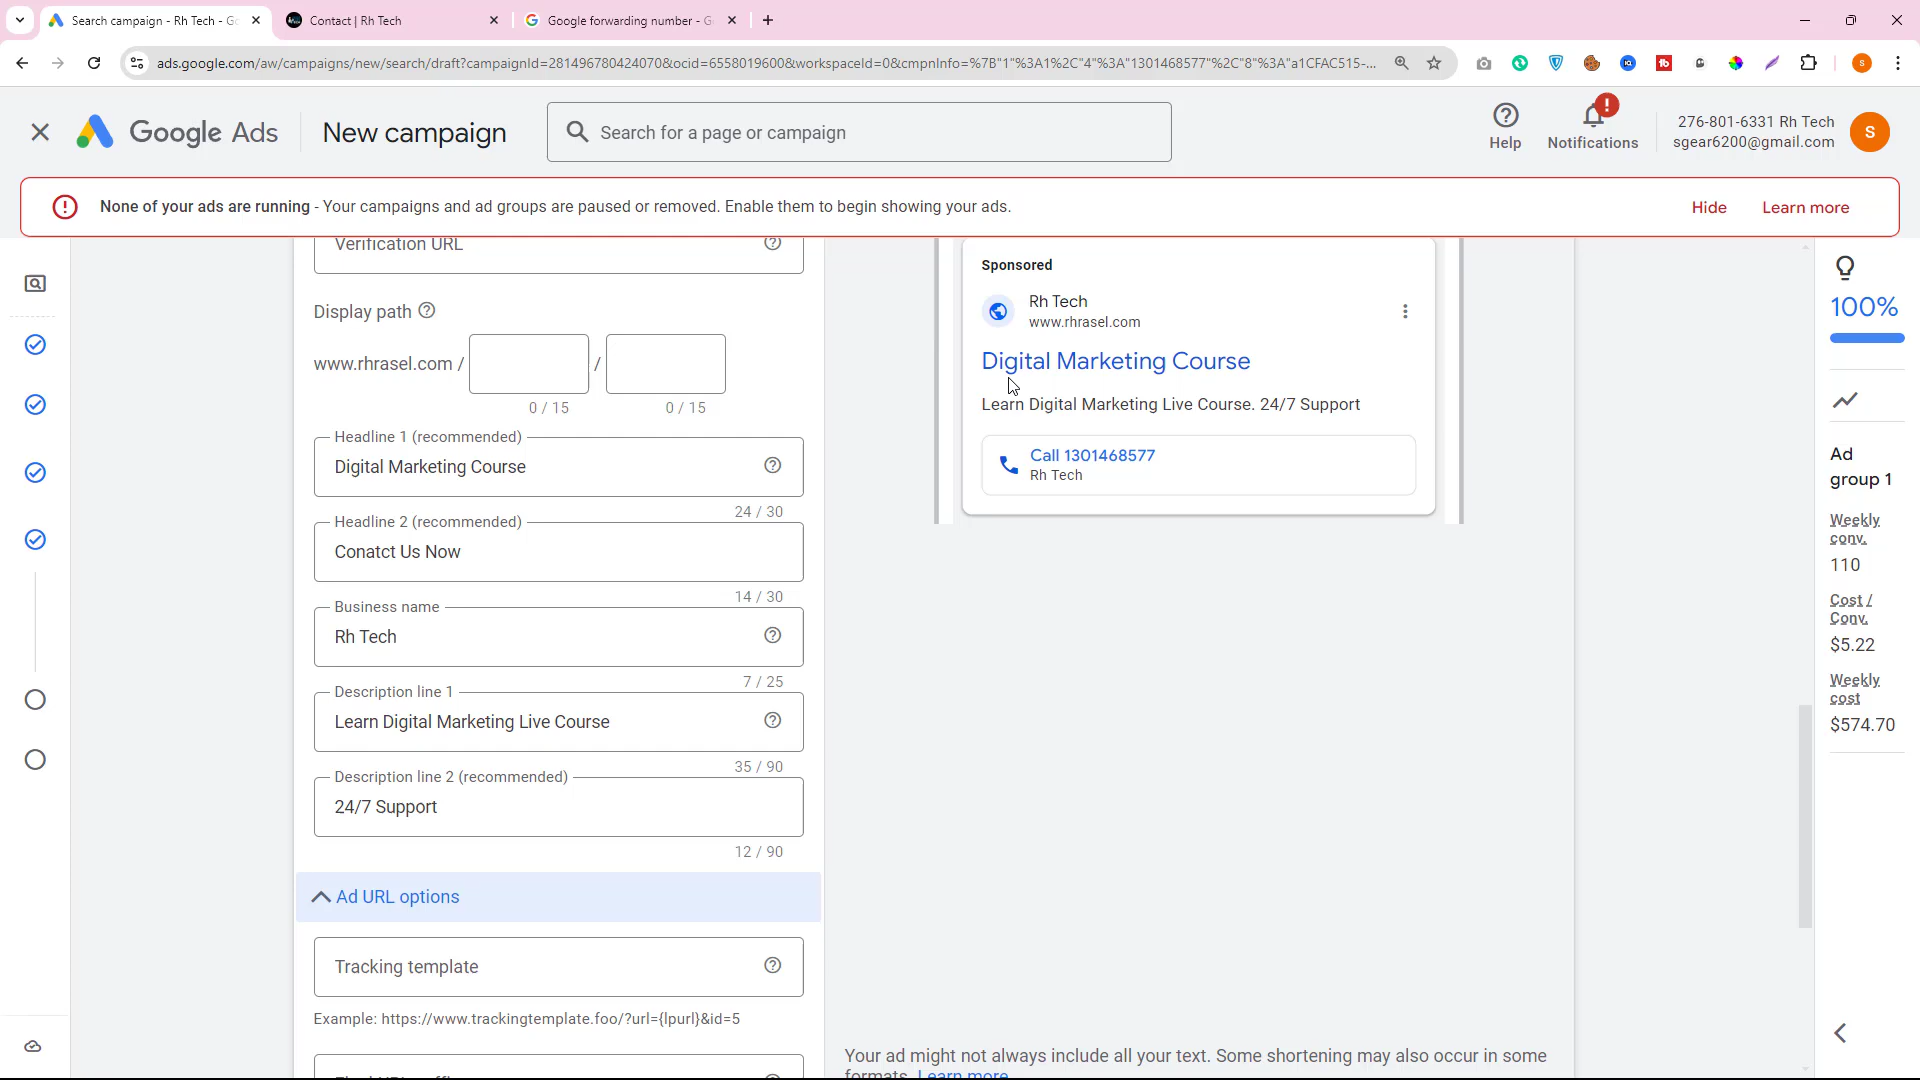 Search campaign - Rh Tech - Go
Contact | Rh Tech
Google forwarding number - G
ads.google.com/aw/campaigns/new/search/draft?campaignId=281496780424070&ocid=6558019600&workspaceId=0&cmpnInfo=%7B"1"%3A1%2C"4"%3A"1301468577"%2C"8"%3A"a1CFAC515-...
Google Ads
New campaign
Search for a page or campaign
Help
Notifications
276-801-6331 Rh Tech
sgear6200@gmail.com
S
None of your ads are running - Your campaigns and ad groups are paused or removed. Enable them to begin showing your ads.
Hide
Learn more
Verification URL
Display path
www.rhrasel.com /
/
0 / 15
0 / 15
Headline 1 (recommended)
Digital Marketing Course
24 / 30
Headline 2 (recommended)
Conatct Us Now
14 / 30
Business name
Rh Tech
7 / 25
Description line 1
Learn Digital Marketing Live Course
35 / 90
Description line 2 (recommended)
24/7 Support
12 / 90
Ad URL options
Tracking template
Example: https://www.trackingtemplate.foo/?url={lpurl}&id=5
Sponsored
Rh Tech
www.rhrasel.com
Digital Marketing Course
Learn Digital Marketing Live Course. 24/7 Support
Call 1301468577
Rh Tech
Your ad might not always include all your text. Some shortening may also occur in some
formats. Learn more
100%
Ad
group 1
Weekly
conv.
110
Cost /
Conv.
$5.22
Weekly
cost
$574.70